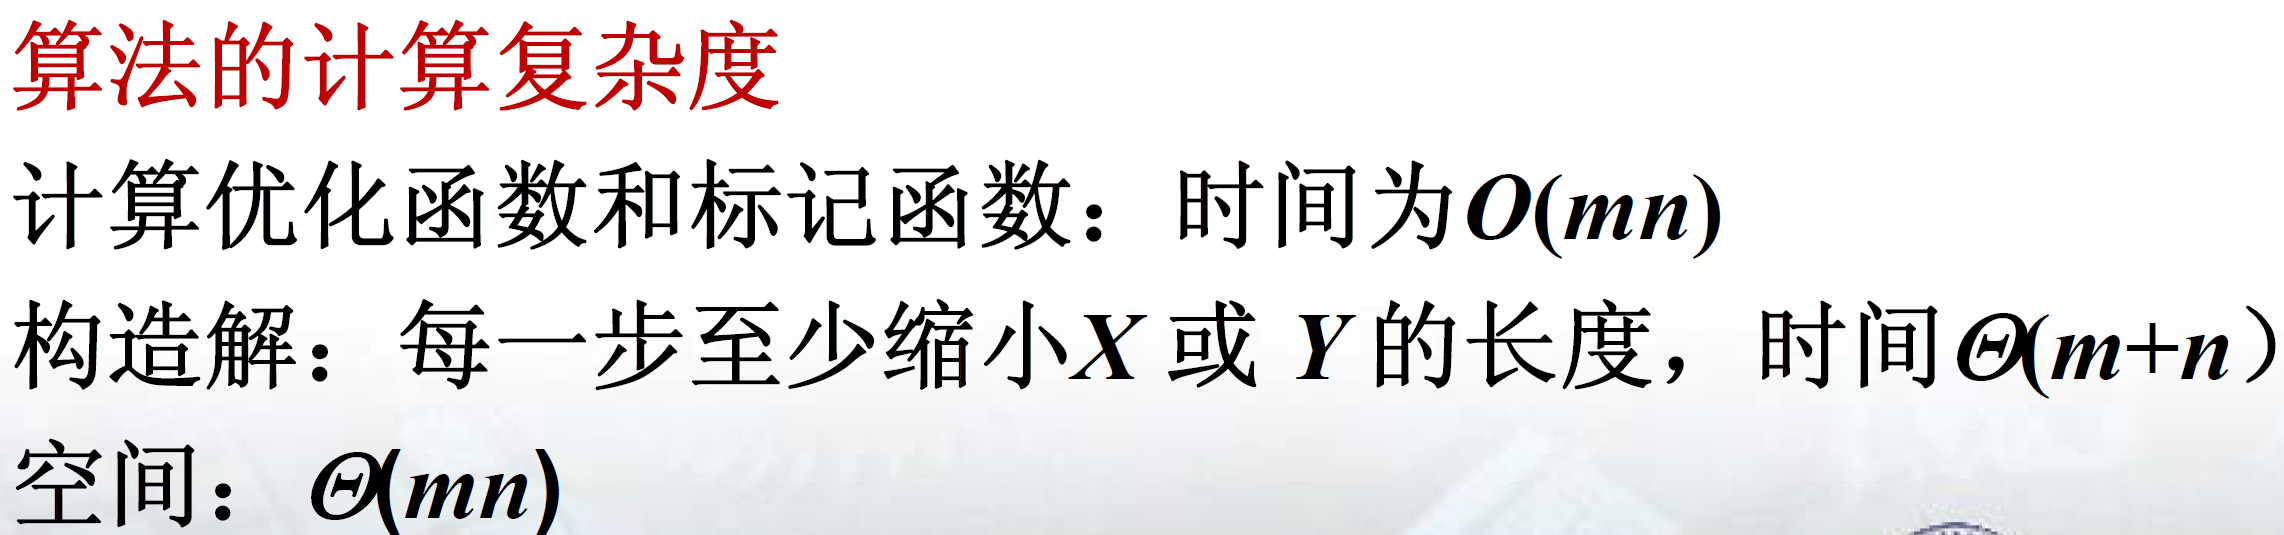 算法的计算复杂度
计算优化函数和标记函数：时间为O(mn)
构造解：每一步至少缩小X 或 Y 的长度，时间Θ(m+n）
空间：Θ(mn)